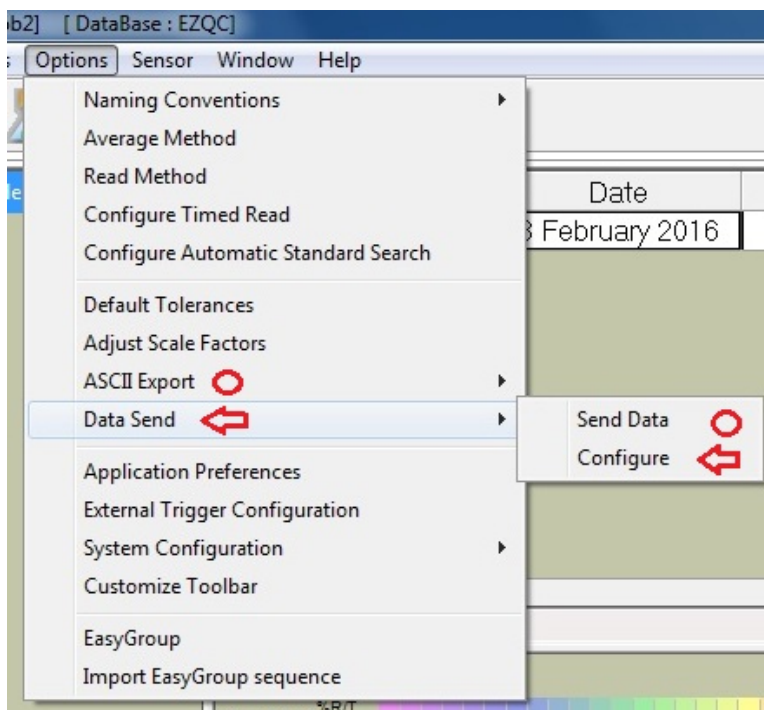 [ DataBase : EZQC]
Options Sensor Window Help
Naming Conventions
Average Method
Read Method
Configure Timed Read
Configure Automatic Standard Search
Date
February 2016
Default Tolerances
Adjust Scale Factors
ASCII Export
Data Send
Send Data
Configure
Application Preferences
External Trigger Configuration
System Configuration
Customize Toolbar
EasyGroup
Import EasyGroup sequence
%R/T